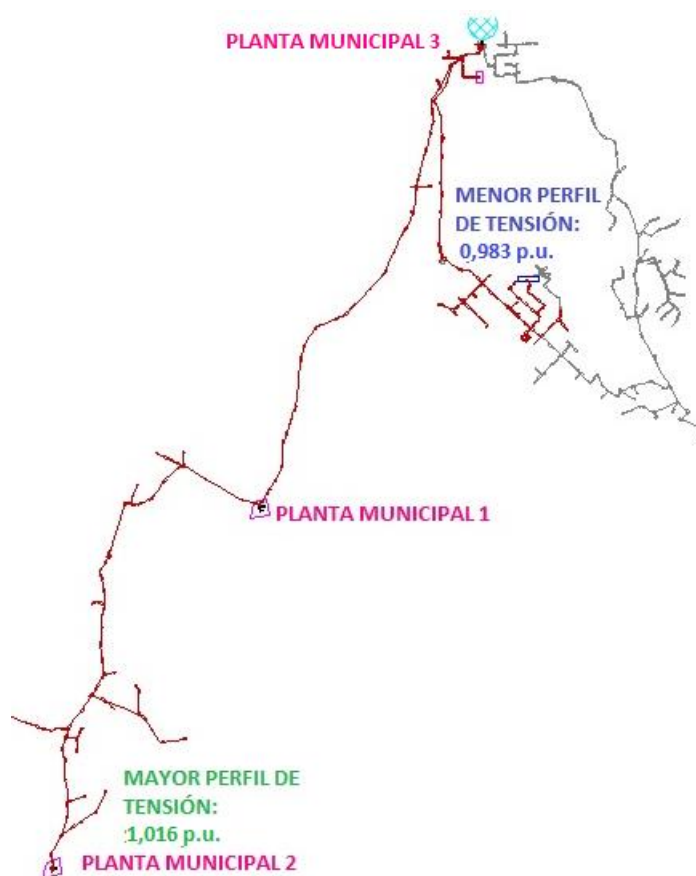 PLANTA MUNICIPAL 3
MENOR PERFIL
DE TENSIÓN:
0,983 p.u.
PLANTA MUNICIPAL 1
MAYOR PERFIL DE
TENSIÓN:
1,016 p.u.
PLANTA MUNICIPAL 2